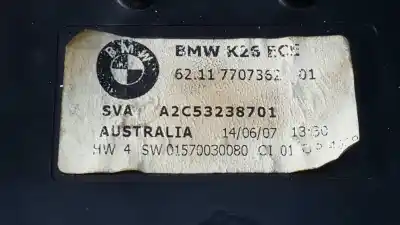 BMW
BMW K26 ECE
62.11 7707362 01
SVA A2C53238701
AUSTRALIA 14/06/07 13:30
HW 4 SW 01570030080 CI 01